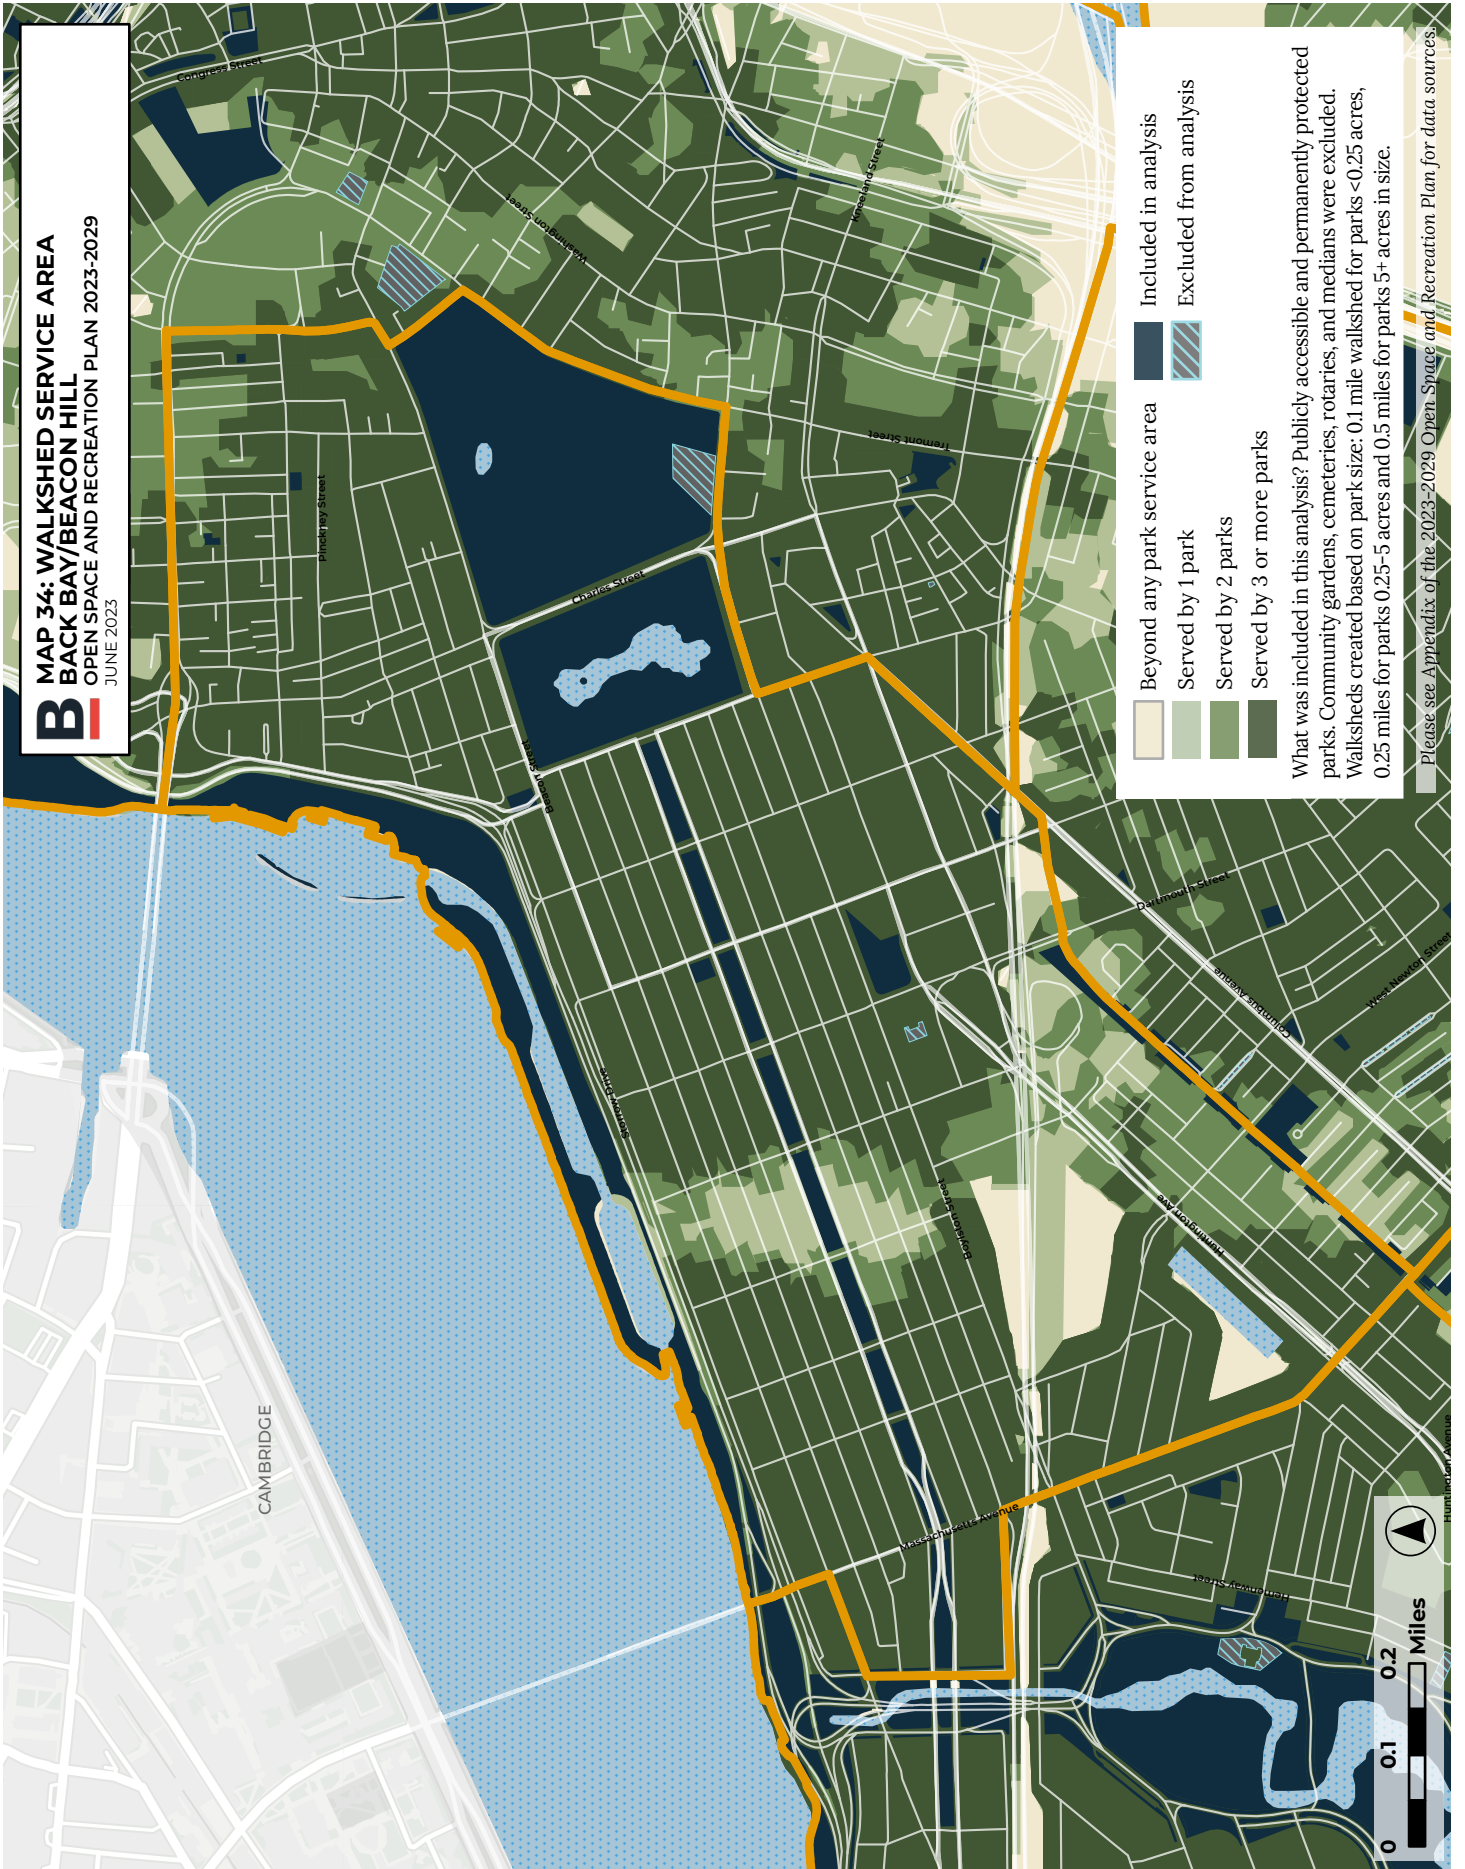 B
MAP 34: WALKSHED SERVICE AREA
BACK BAY/BEACON HILL
OPEN SPACE AND RECREATION PLAN 2023-2029
JUNE 2023
Congress Street
Washington Street
Kneeland Street
Tremont Street
Pinckney Street
Charles Street
Beacon Street
Storrow Drive
Boylston Street
Dartmouth Street
Columbus Avenue
West Newton Street
Huntington Ave
Massachusetts Avenue
Hemenway Street
Huntington Avenue
CAMBRIDGE
Beyond any park service area
Served by 1 park
Served by 2 parks
Served by 3 or more parks
Included in analysis
Excluded from analysis
What was included in this analysis? Publicly accessible and permanently protected
parks. Community gardens, cemeteries, rotaries, and medians were excluded.
Walksheds created based on park size: 0.1 mile walkshed for parks <0.25 acres,
0.25 miles for parks 0.25-5 acres and 0.5 miles for parks 5+ acres in size.
Please see Appendix of the 2023-2029 Open Space and Recreation Plan for data sources.
0 0.1 0.2
Miles